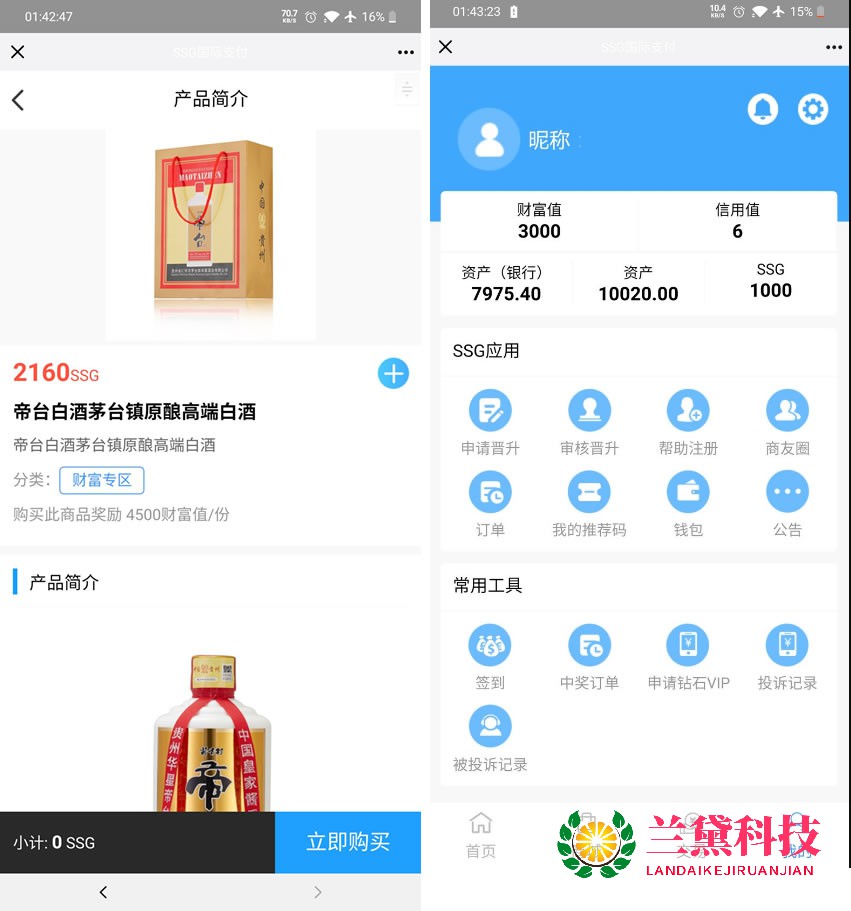 01:42:47
70.7
KB/S
16%
SSG国际支付
产品简介
MAOTAIZHEN
帝台
中国
贵州
2160SSG
帝台白酒茅台镇原酿高端白酒
帝台白酒茅台镇原酿高端白酒
分类：
财富专区
购买此商品奖励 4500财富值/份
产品简介
帝
贵州华星帝
中国皇家酱
小计: 0 SSG
立即购买
01:43:23
10.4
KB/S
15%
SSG国际支付
昵称 :
财富值
信用值
3000
6
资产（银行）
资产
SSG
7975.40
10020.00
1000
SSG应用
申请晋升
审核晋升
帮助注册
商友圈
订单
我的推荐码
钱包
公告
常用工具
签到
中奖订单
申请钻石VIP
投诉记录
被投诉记录
首页
我的
兰黛科技
LANDAIKEJIRUANJIAN